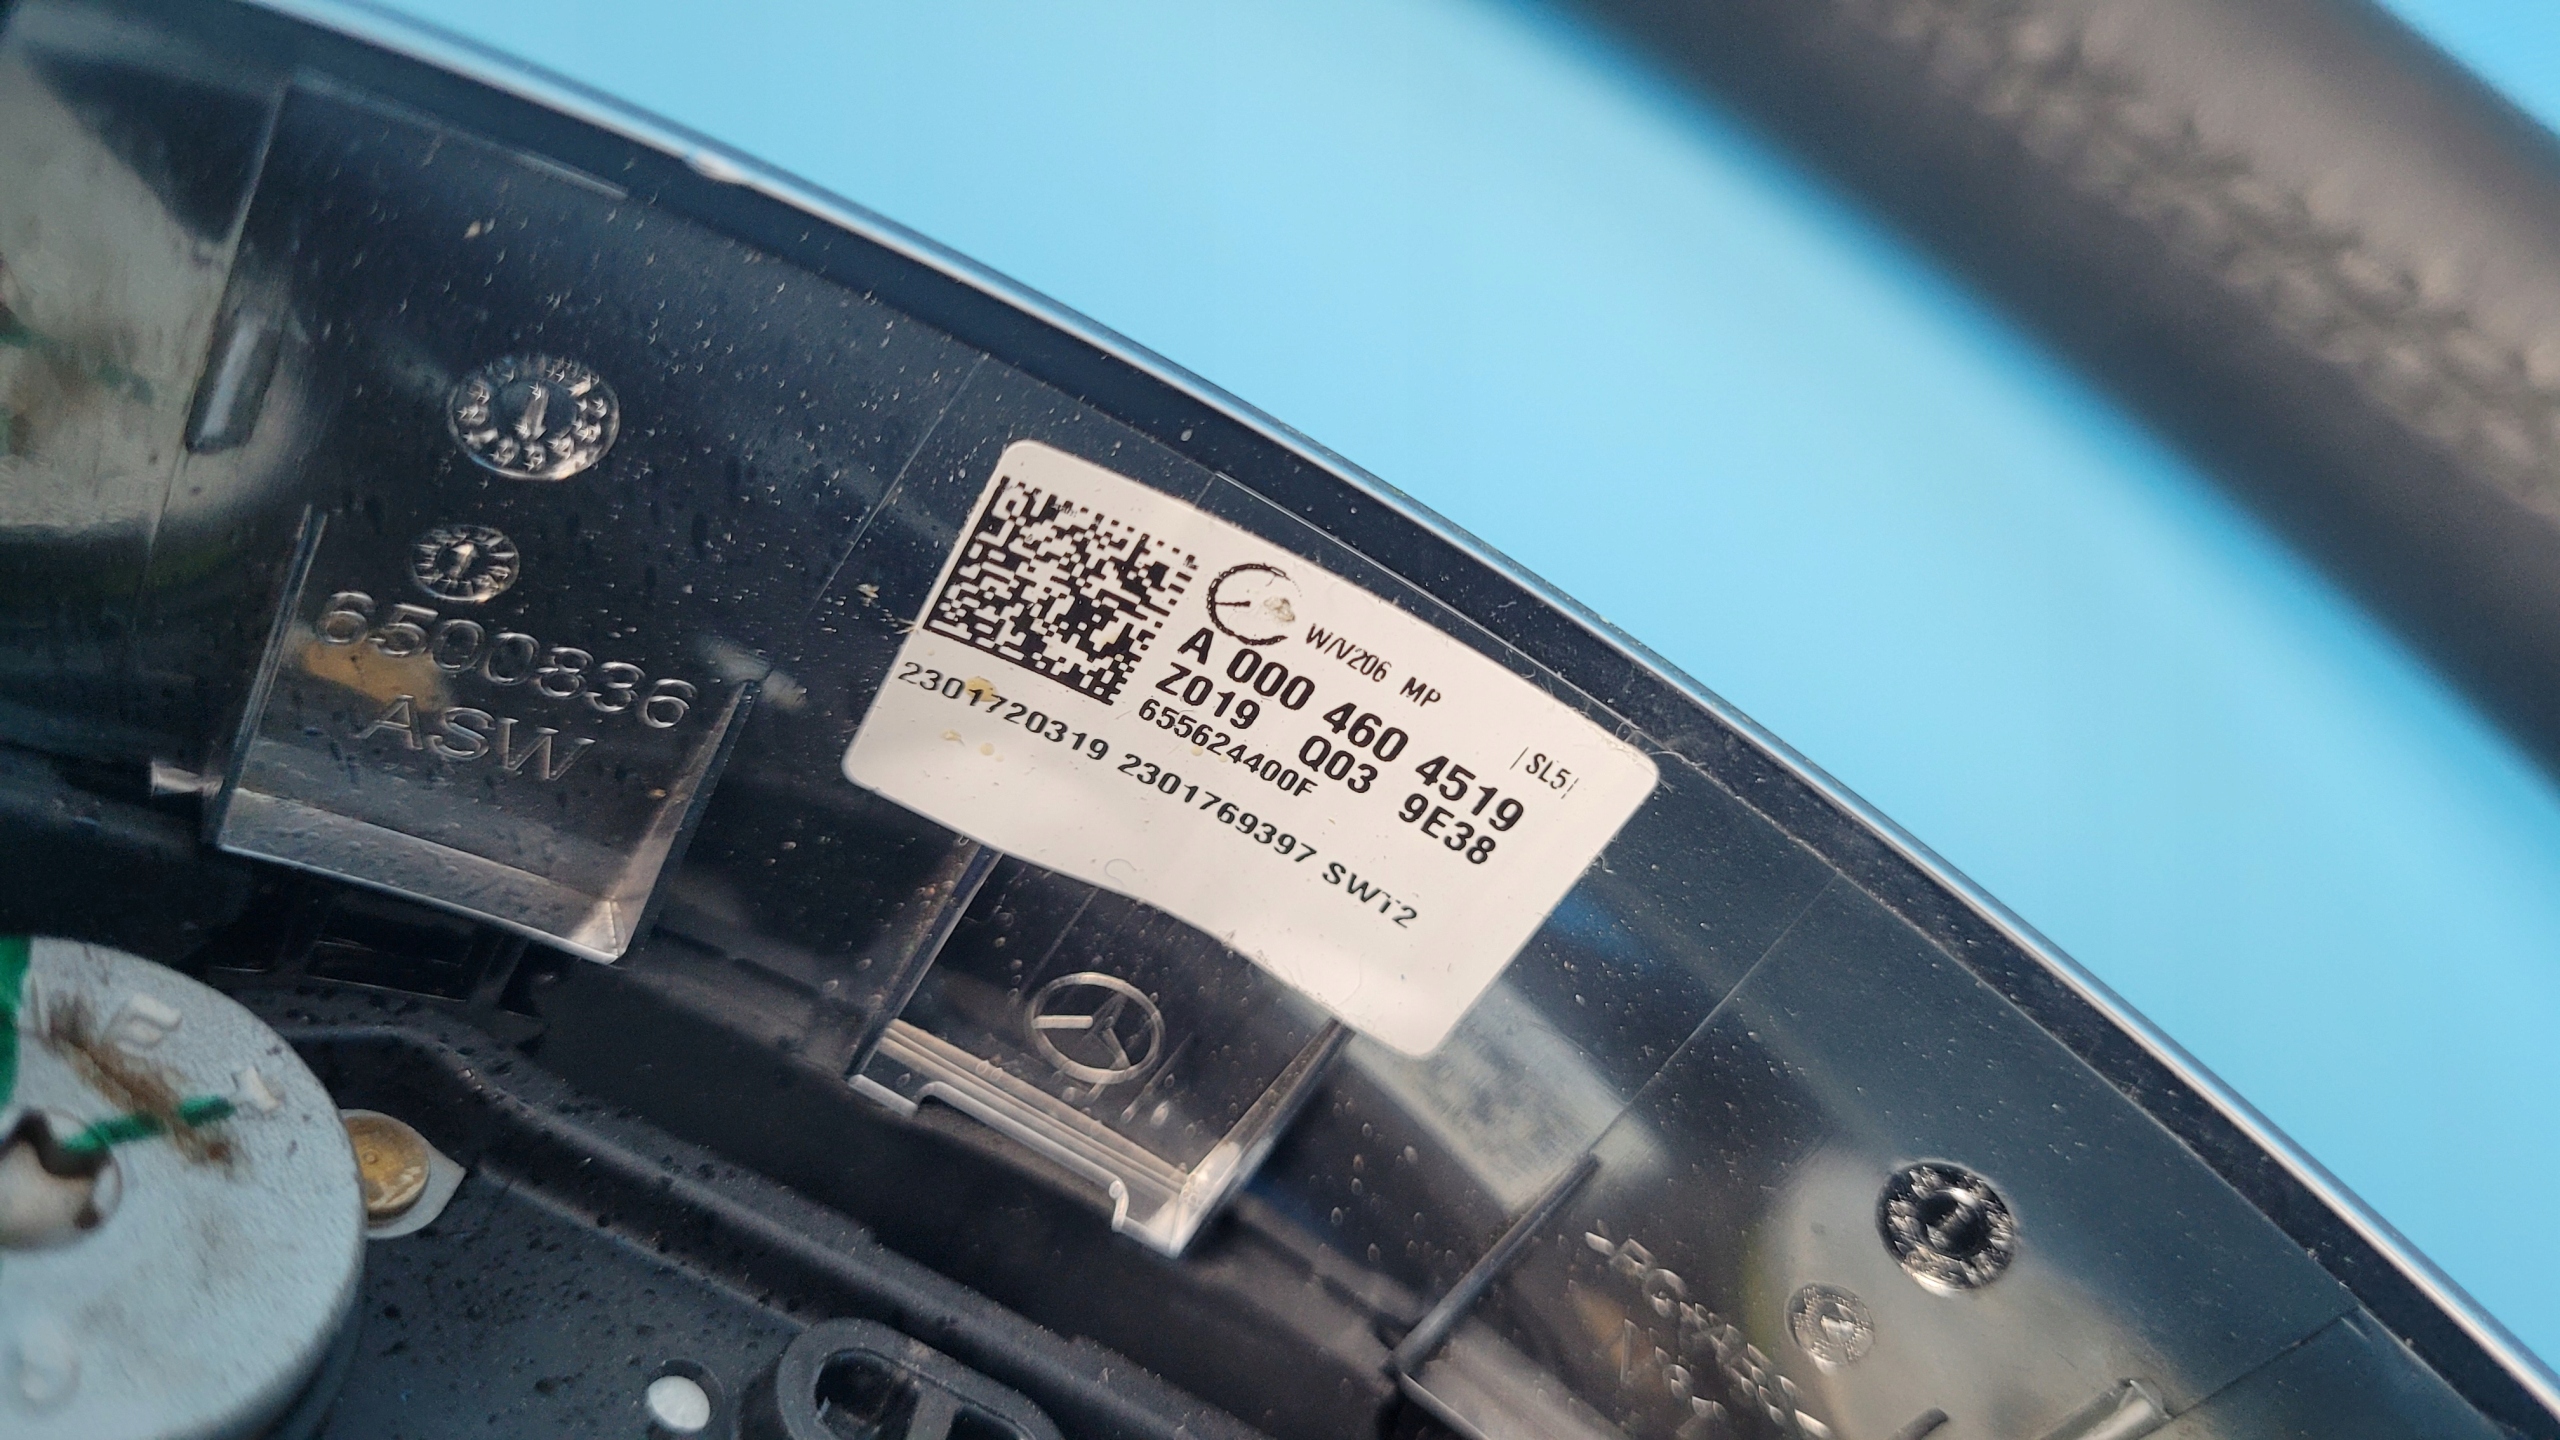 W/V206 MP
|SL5|
A 000 460 4519
Z019 Q03 9E38
655624400F
2301720319 2301769397 SWT2
6500836
ASW